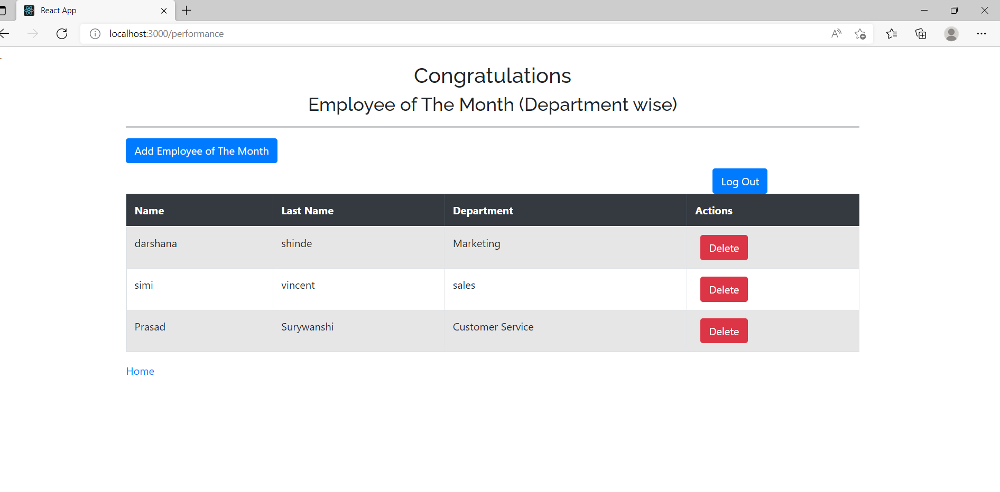 React App
localhost:3000/performance
.
Congratulations
Employee of The Month (Department wise)
Add Employee of The Month
Log Out
Name Last Name Department Actions
darshana shinde Marketing Delete
simi vincent sales Delete
Prasad Surywanshi Customer Service Delete
Home